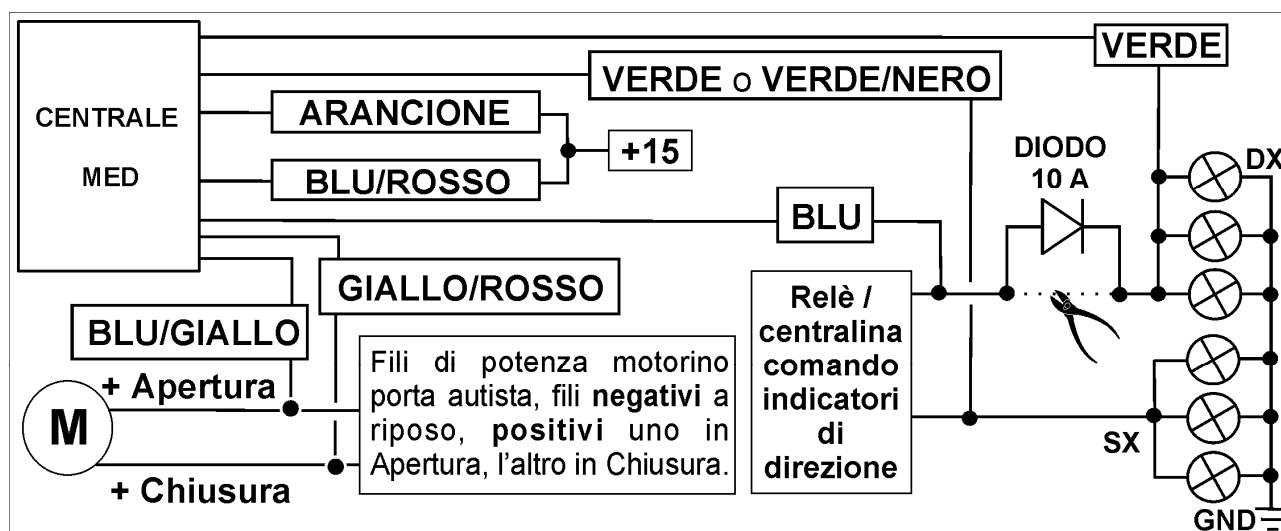 VERDE
VERDE o VERDE/NERO
CENTRALE
MED
ARANCIONE
+15
BLU/ROSSO
DIODO
10 A
DX
BLU
GIALLO/ROSSO
BLU/GIALLO
+ Apertura
M
+ Chiusura
Fili di potenza motorino
porta autista, fili negativi a
riposo, positivi uno in
Apertura, l'altro in Chiusura.
Relè /
centralina
comando
indicatori
di
direzione
SX
GND